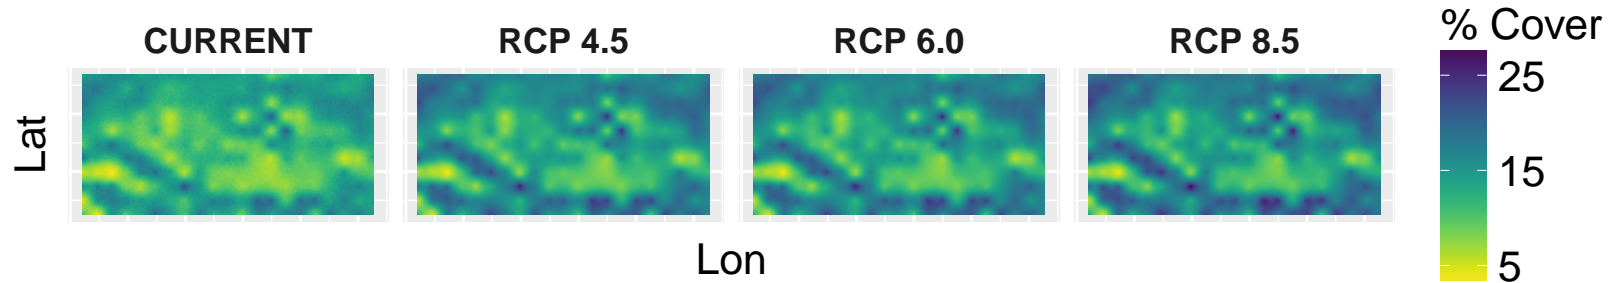 CURRENT
RCP 4.5
RCP 6.0
RCP 8.5
% Cover
25
15
5
Lat
Lon